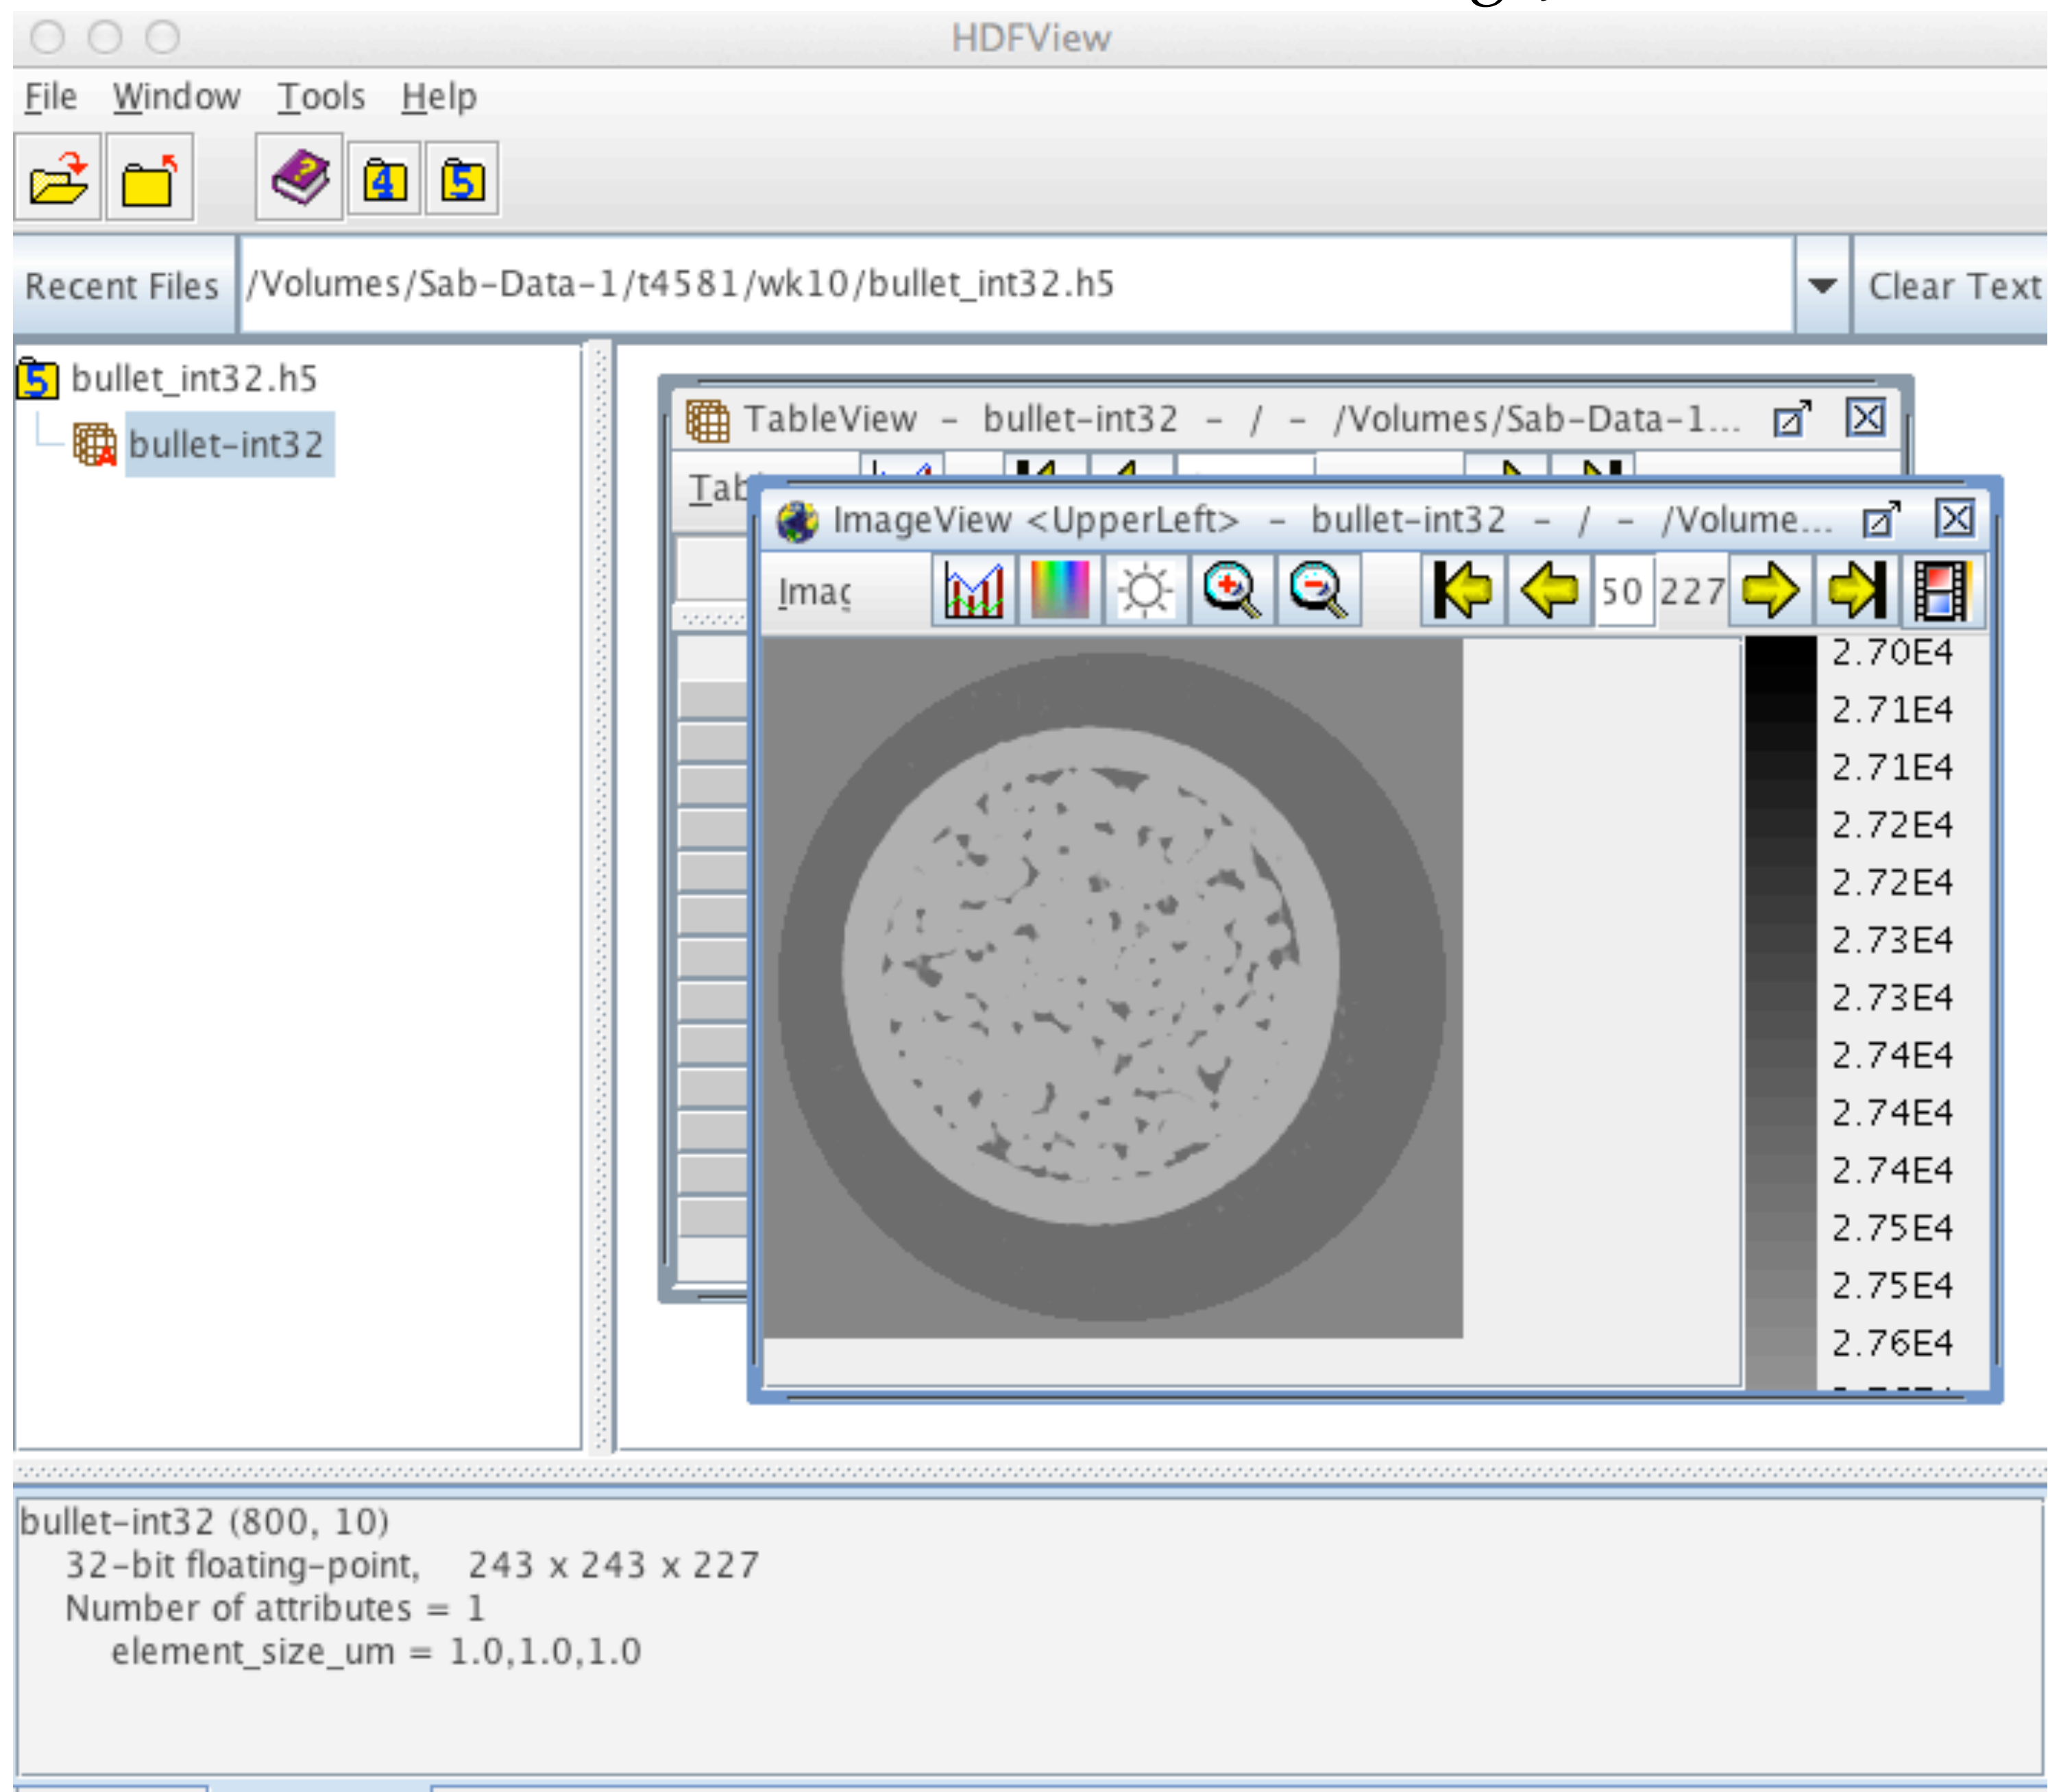 HDFView
File Window Tools Help
4 5
Recent Files /Volumes/Sab-Data-1/t4581/wk10/bullet_int32.h5 Clear Text
5 bullet_int32.h5
bullet-int32
TableView - bullet-int32 - / - /Volumes/Sab-Data-1...
ImageView <UpperLeft> - bullet-int32 - / - /Volume...
50 227
2.70E4
2.71E4
2.71E4
2.72E4
2.72E4
2.73E4
2.73E4
2.74E4
2.74E4
2.74E4
2.75E4
2.75E4
2.76E4
bullet-int32 (800, 10)
32-bit floating-point, 243 x 243 x 227
Number of attributes = 1
element_size_um = 1.0,1.0,1.0